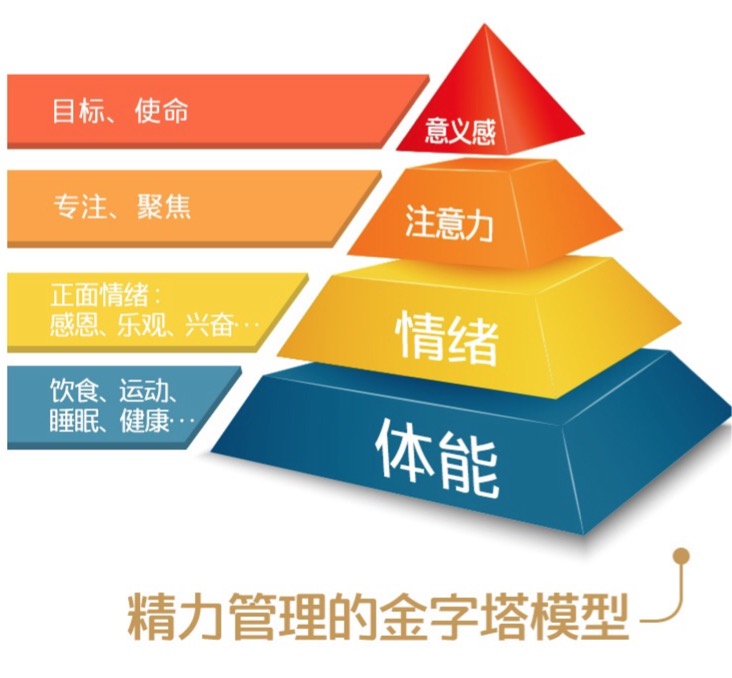 目标、使命
意义感
专注、聚焦
注意力
正面情绪：
感恩、乐观、兴奋…
情绪
饮食、运动、
睡眠、健康…
体能
精力管理的金字塔模型